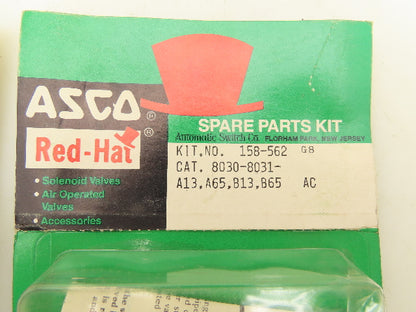 ASCO ®
Red-Hat ®
• Solenoid Valves
• Air Operated
Valves
• Accessories
SPARE PARTS KIT
Automatic Switch Co. FLORHAM PARK, NEW JERSEY
KIT.NO. 158-562 G8
CAT. 8030-8031-
A13,A65,B13,B65 AC